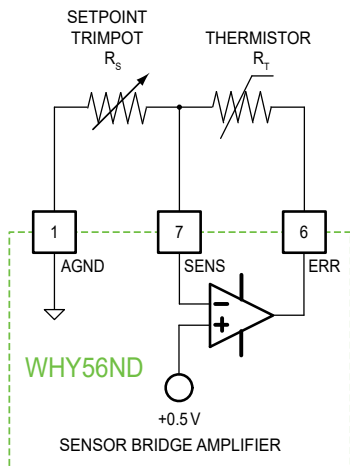 SETPOINT
TRIMPOT
RS
THERMISTOR
RT
1
7
6
AGND
SENS
ERR
WHY56ND
+0.5 V
SENSOR BRIDGE AMPLIFIER